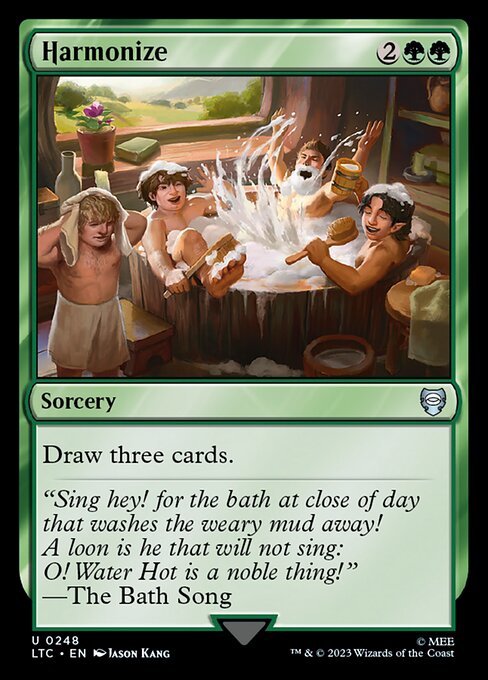 Harmonize 2
Sorcery
Draw three cards.
“Sing hey! for the bath at close of day
that washes the weary mud away!
A loon is he that will not sing:
O! Water Hot is a noble thing!”
—The Bath Song
U 0248
LTC • EN Jason Kang
© MEE
™ & © 2023 Wizards of the Coast